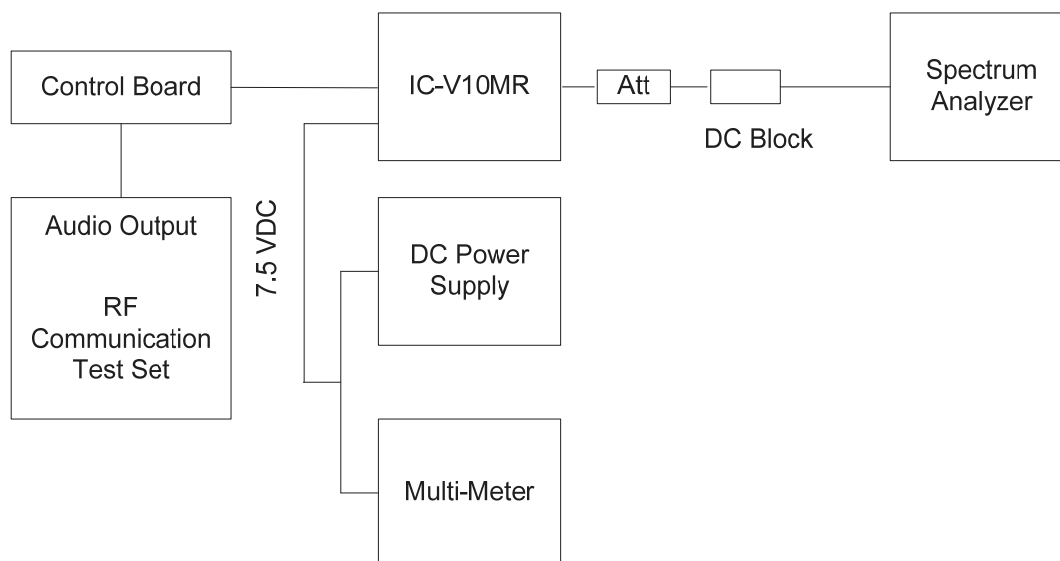 Control Board
IC-V10MR
Att
DC Block
Spectrum
Analyzer
Audio Output
RF
Communication
Test Set
7.5 VDC
DC Power
Supply
Multi-Meter